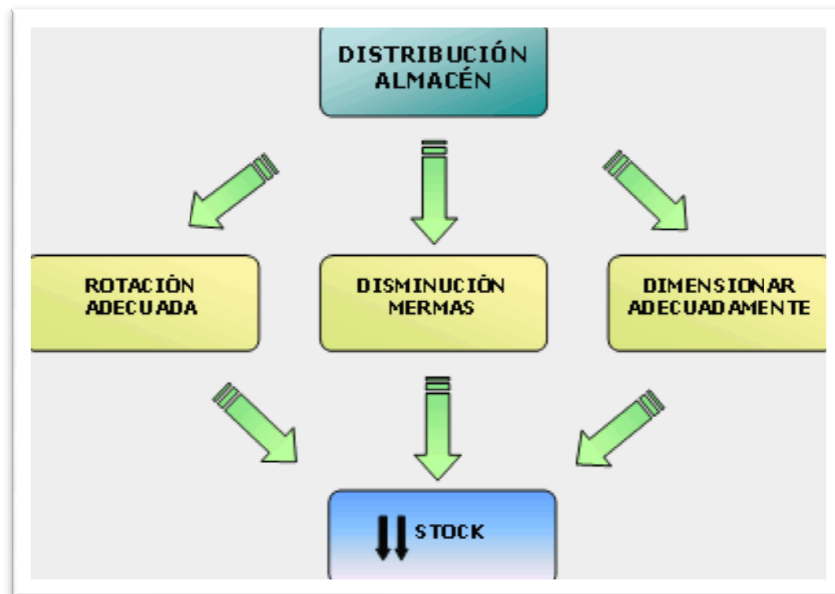 DISTRIBUCIÓN
ALMACÉN
ROTACIÓN
ADECUADA
DISMINUCIÓN
MERMAS
DIMENSIONAR
ADECUADAMENTE
STOCK